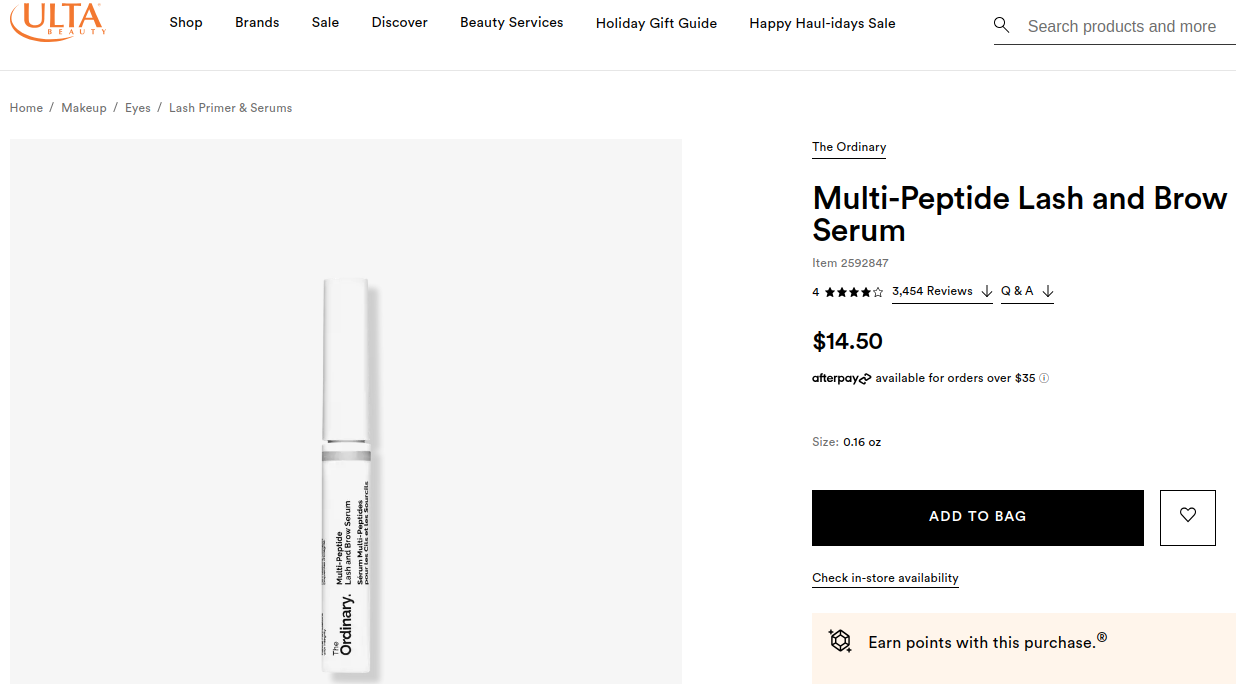 ULTA
BEAUTY
Shop
Brands
Sale
Discover
Beauty Services
Holiday Gift Guide
Happy Haul-idays Sale
Search products and more
Home / Makeup / Eyes / Lash Primer & Serums
The Ordinary
Multi-Peptide Lash and Brow
Serum
Item 2592847
4
3,454 Reviews
Q & A
$14.50
afterpay available for orders over $35
Size: 0.16 oz
ADD TO BAG
Check in-store availability
Earn points with this purchase.®
Multi-Peptide
Lash and Brow Serum
Sérum Multi-Peptides
pour les Cils et les Sourcils
The
Ordinary.